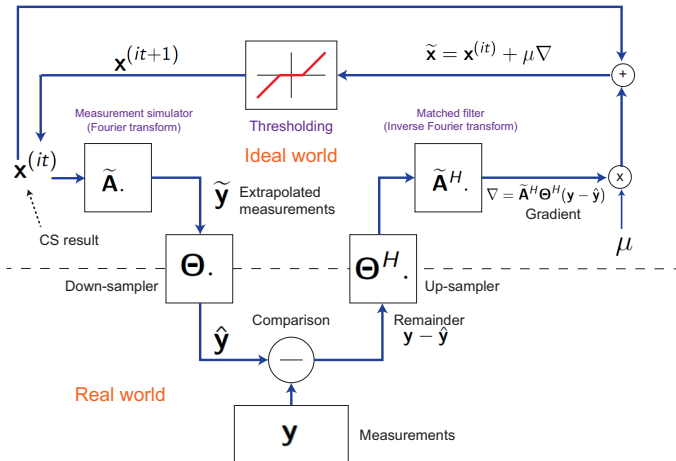 x^(it+1)
x̃ = x^(it) + μ∇
+
Measurement simulator
(Fourier transform)
Thresholding
Matched filter
(Inverse Fourier transform)
Ideal world
x^(it)
Ã.
ỹ
Extrapolated
measurements
Ã^H.
x
∇ = Ã^H Θ^H(y − ŷ)
Gradient
CS result
μ
Θ.
Θ^H.
Down-sampler
Up-sampler
Comparison
Remainder
ŷ
y − ŷ
—
Real world
y
Measurements